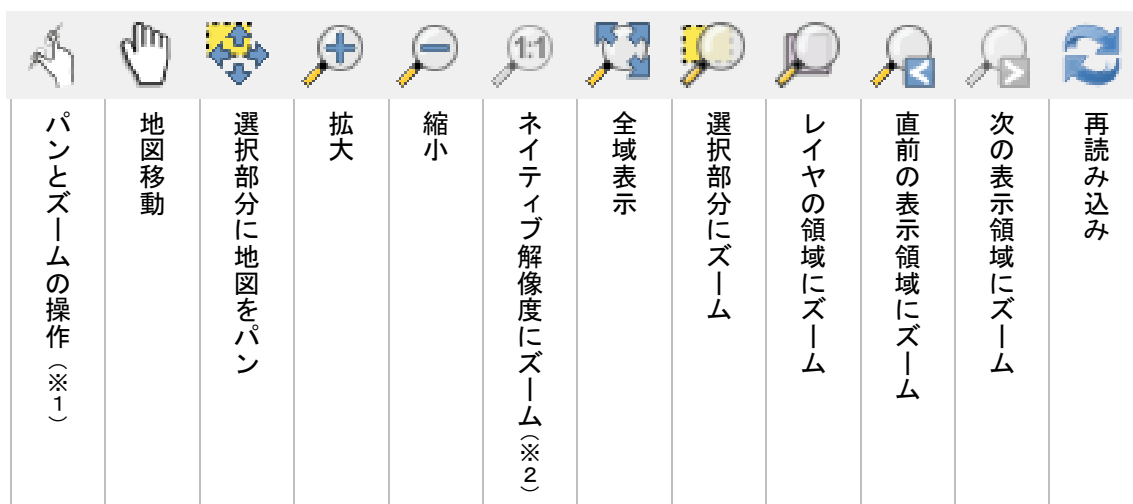 1:1
パンとズームの操作（※1）
地図移動
選択部分に地図をパン
拡大
縮小
ネイティブ解像度にズーム（※2）
全域表示
選択部分にズーム
レイヤの領域にズーム
直前の表示領域にズーム
次の表示領域にズーム
再読み込み